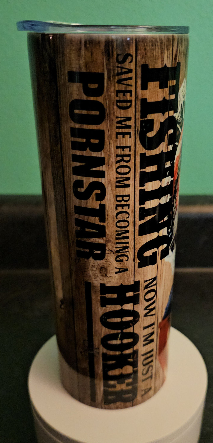 FISHING
SAVED ME FROM BECOMING A
PORNSTAR
NOW I'M JUST A
HOOKER